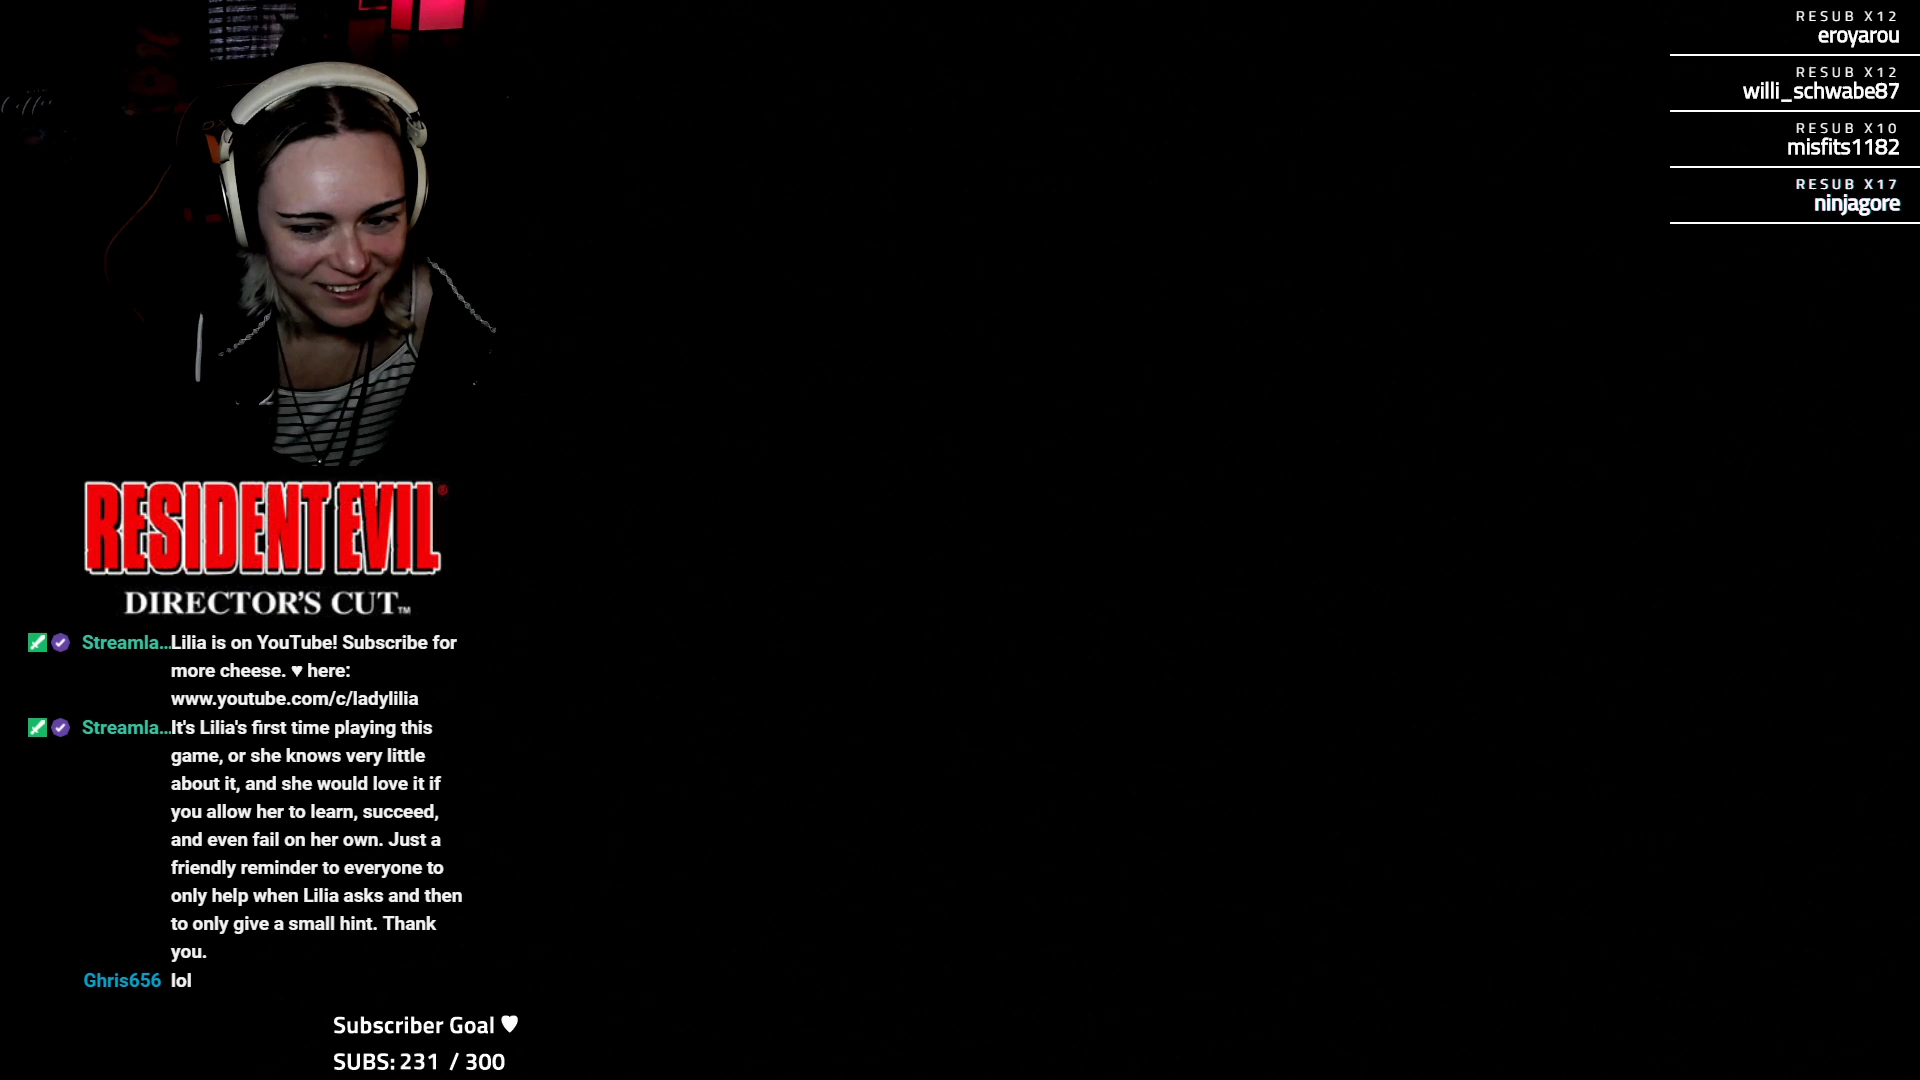 RESUB X12
eroyarou
RESUB X12
willi_schwabe87
RESUB X10
misfits1182
RESUB X17
ninjagore
RESIDENT EVIL®
DIRECTOR'S CUT™
Streamla... Lilia is on YouTube! Subscribe for
more cheese. ♥ here:
www.youtube.com/c/ladylilia
Streamla... It's Lilia's first time playing this
game, or she knows very little
about it, and she would love it if
you allow her to learn, succeed,
and even fail on her own. Just a
friendly reminder to everyone to
only help when Lilia asks and then
to only give a small hint. Thank
you.
Ghris656 lol
Subscriber Goal ♥
SUBS: 231 / 300